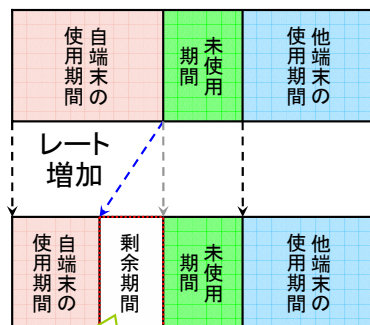 自端末の
使用期間
未使用
期間
他端末の
使用期間
レート
増加
自端末の
使用期間
剰余期間
未使用
期間
他端末の
使用期間